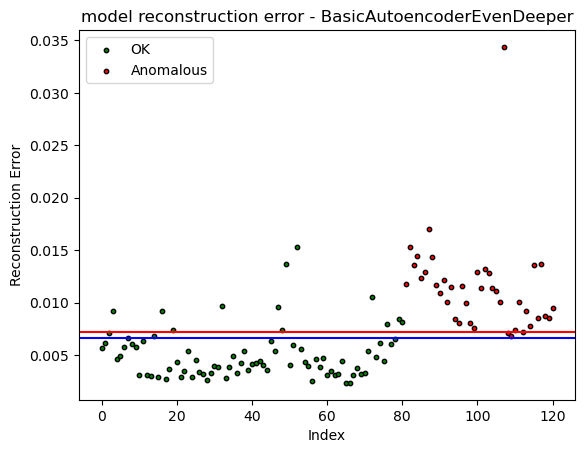 model reconstruction error - BasicAutoencoderEvenDeeper
OK
Anomalous
0.035
0.030
0.025
0.020
0.015
0.010
0.005
Reconstruction Error
0
20
40
60
80
100
120
Index